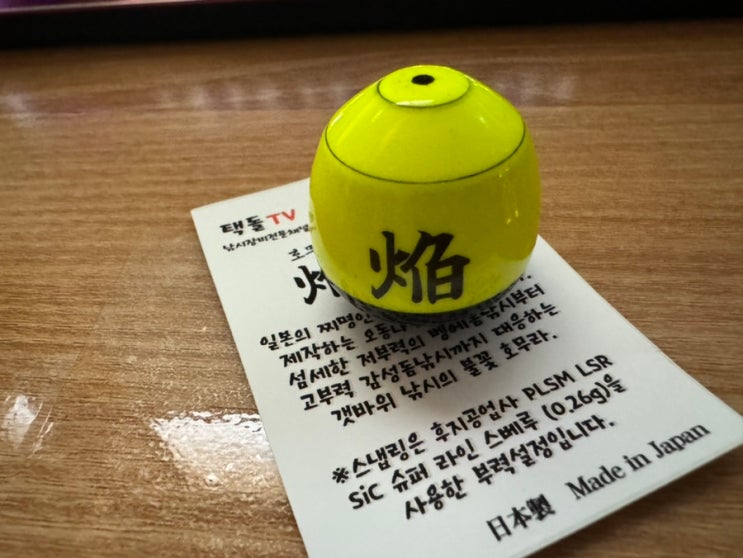 택돌TV
낚시장비전문채널
焔
일본의 찌명인
제작하는
섬세한 저부력의 벵에돔낚시부터
고부력 감성돔낚시까지 대응하는
갯바위 낚시의 불꽃 호무라.
※스냅링은 후지공업사 PLSM LSR
SiC 슈퍼 라인 스베루 (0.26g)을
사용한 부력설정입니다.
日本製 Made in Japan